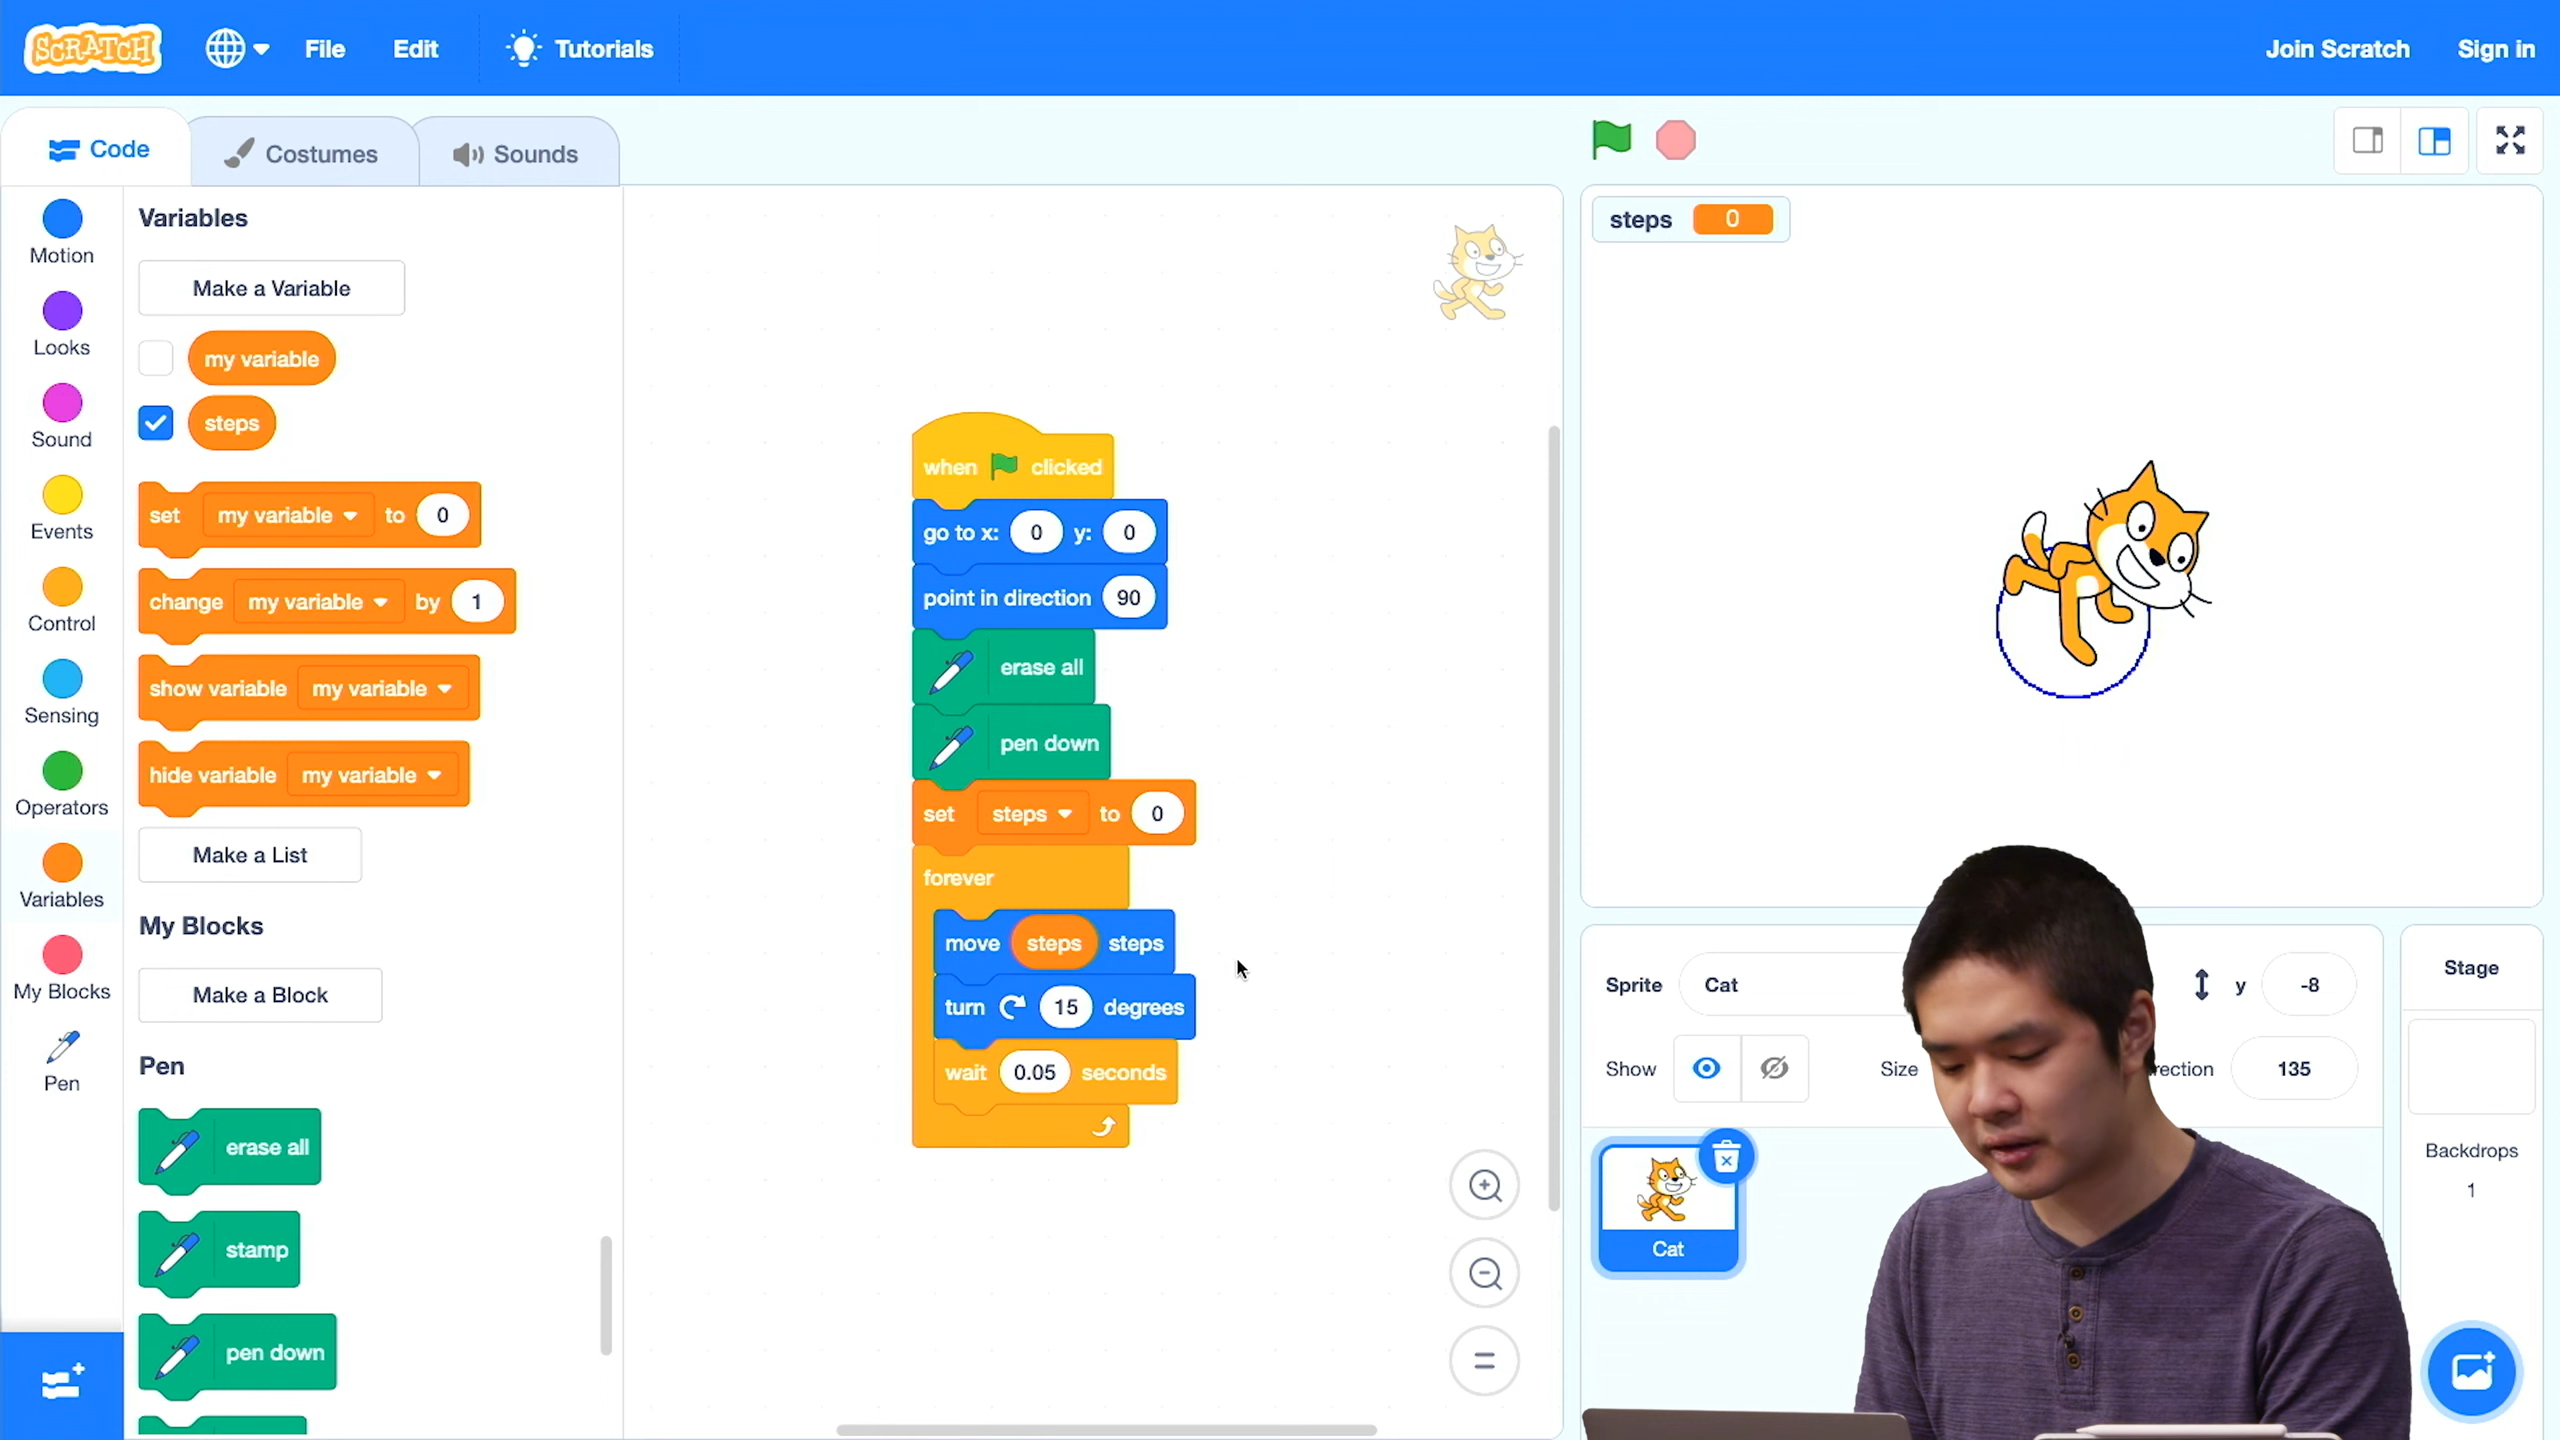 SCRATCH
File
Edit
Tutorials
Join Scratch
Sign in
Code
Costumes
Sounds
Motion
Looks
Sound
Events
Control
Sensing
Operators
Variables
My Blocks
Pen
Variables
Make a Variable
my variable
steps
set my variable to 0
change my variable by 1
show variable my variable
hide variable my variable
Make a List
My Blocks
Make a Block
Pen
erase all
stamp
pen down
when clicked
go to x: 0 y: 0
point in direction 90
erase all
pen down
set steps to 0
forever
move steps steps
turn 15 degrees
wait 0.05 seconds
steps 0
Sprite Cat
y -8
Show
Size
135
Cat
Stage
Backdrops
1